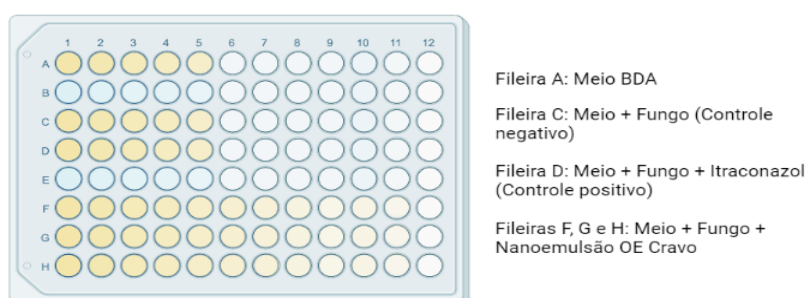 1 2 3 4 5 6 7 8 9 10 11 12
A
B
C
D
E
F
G
H
Fileira A: Meio BDA
Fileira C: Meio + Fungo (Controle
negativo)
Fileira D: Meio + Fungo + Itraconazol
(Controle positivo)
Fileiras F, G e H: Meio + Fungo +
Nanoemulsão OE Cravo